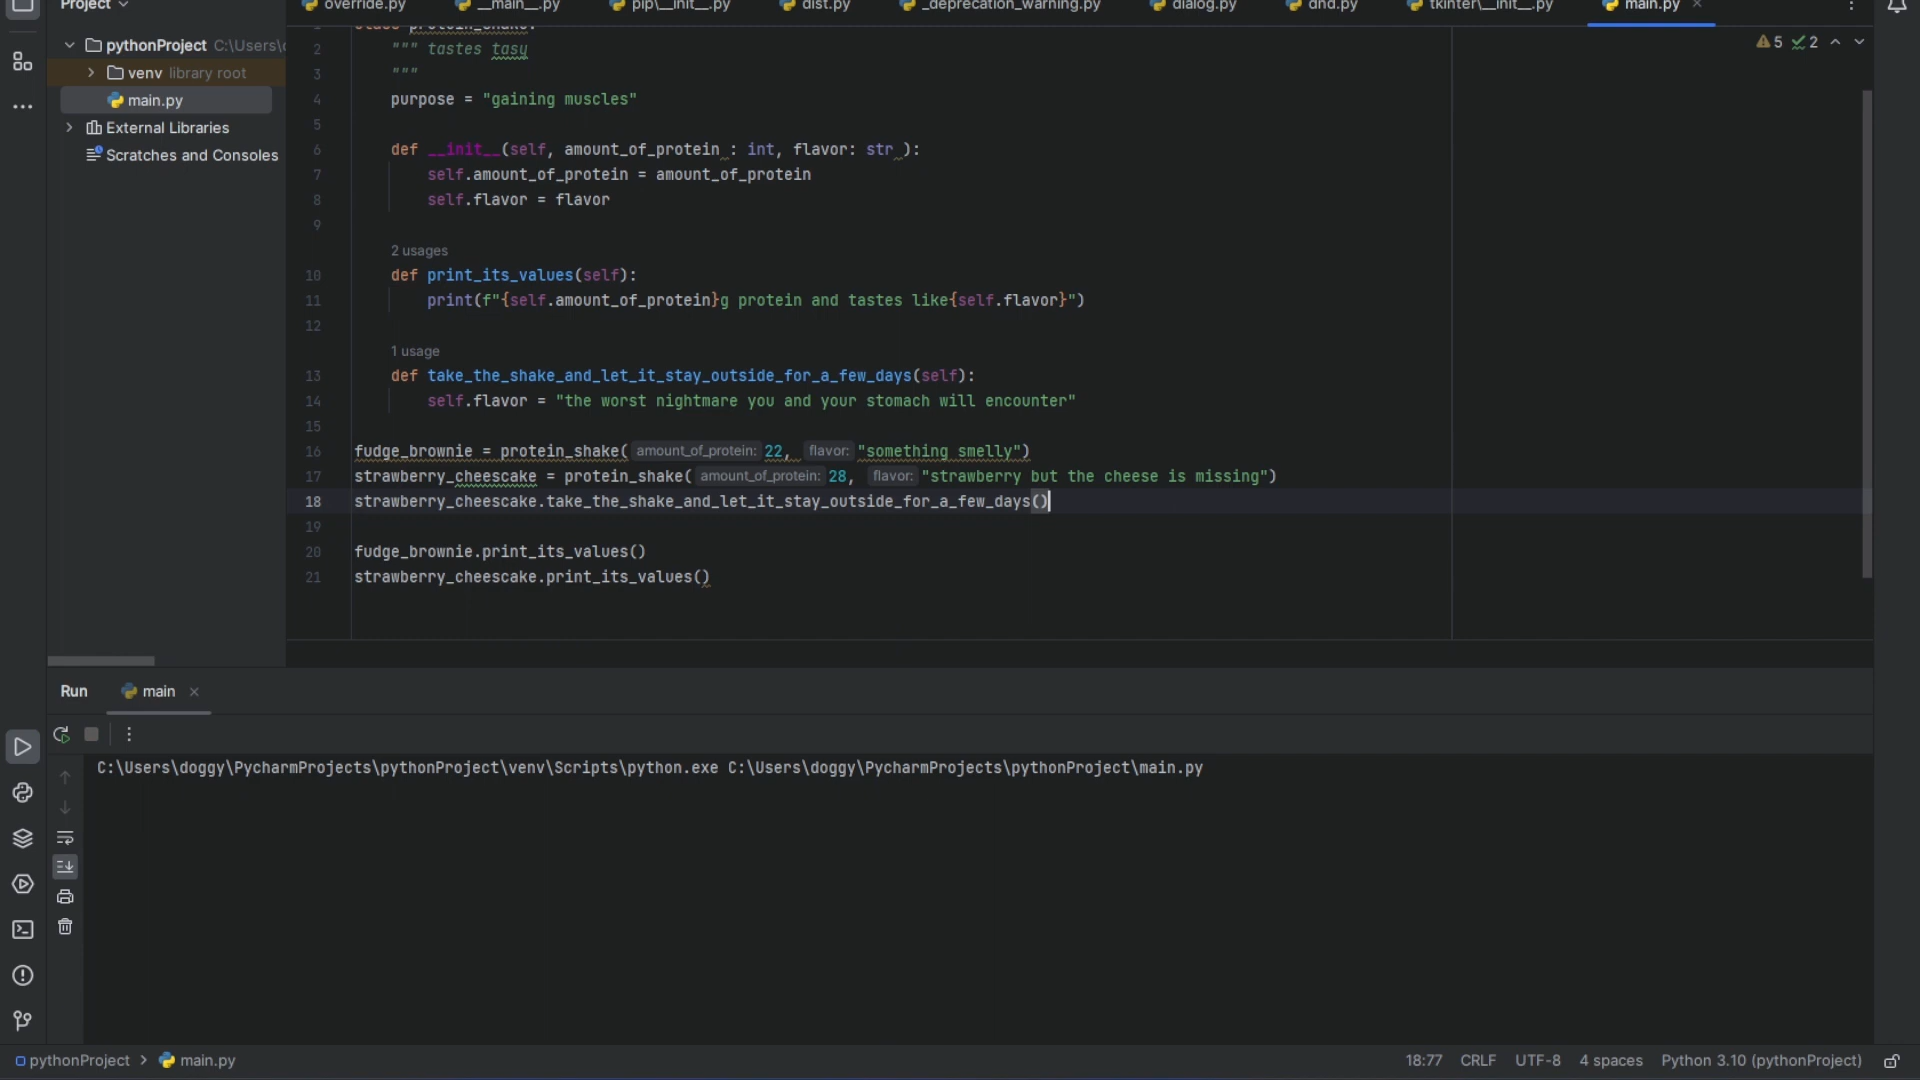 Project
override.py __main__.py pip\__init__.py dist.py _deprecation_warning.py dialog.py dnd.py tkinter\__init__.py main.py
pythonProject C:\Users\
venv library root
main.py
External Libraries
Scratches and Consoles
5 2
class protein_shake:
2 """ tastes tasy
3 """
4 purpose = "gaining muscles"
5
6 def __init__(self, amount_of_protein : int, flavor: str ):
7 self.amount_of_protein = amount_of_protein
8 self.flavor = flavor
9
2 usages
10 def print_its_values(self):
11 print(f"{self.amount_of_protein}g protein and tastes like{self.flavor}")
12
1 usage
13 def take_the_shake_and_let_it_stay_outside_for_a_few_days(self):
14 self.flavor = "the worst nightmare you and your stomach will encounter"
15
16 fudge_brownie = protein_shake( amount_of_protein: 22, flavor: "something smelly")
17 strawberry_cheescake = protein_shake( amount_of_protein: 28, flavor: "strawberry but the cheese is missing")
18 strawberry_cheescake.take_the_shake_and_let_it_stay_outside_for_a_few_days()
19
20 fudge_brownie.print_its_values()
21 strawberry_cheescake.print_its_values()
Run main
C:\Users\doggy\PycharmProjects\pythonProject\venv\Scripts\python.exe C:\Users\doggy\PycharmProjects\pythonProject\main.py
pythonProject > main.py
18:77 CRLF UTF-8 4 spaces Python 3.10 (pythonProject)